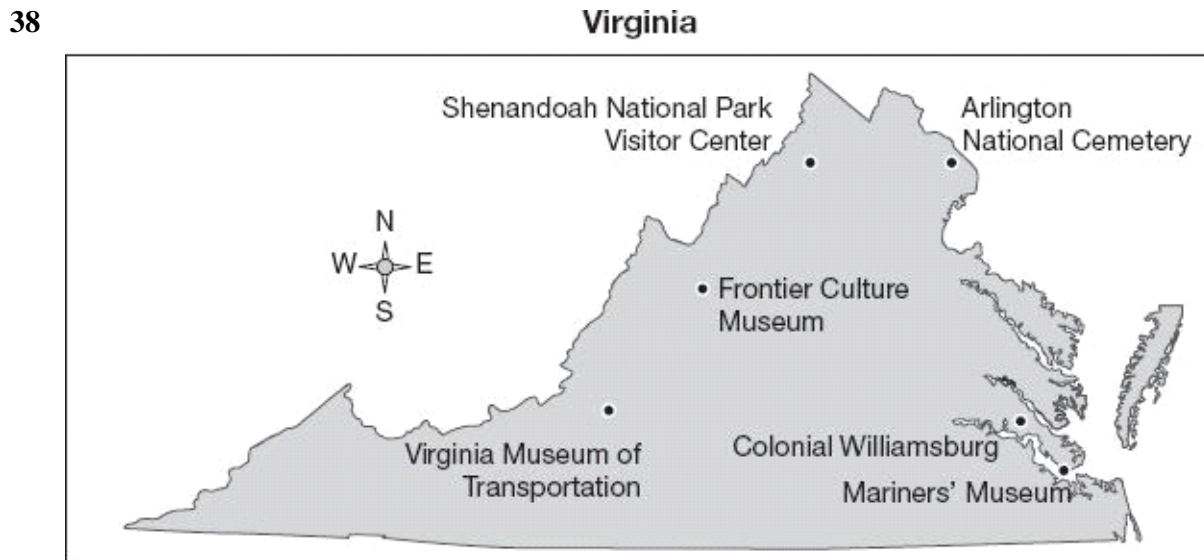 38
Virginia
Shenandoah National Park
Visitor Center
Arlington
National Cemetery
N
W E
S
Frontier Culture
Museum
Virginia Museum of
Transportation
Colonial Williamsburg
Mariners’ Museum